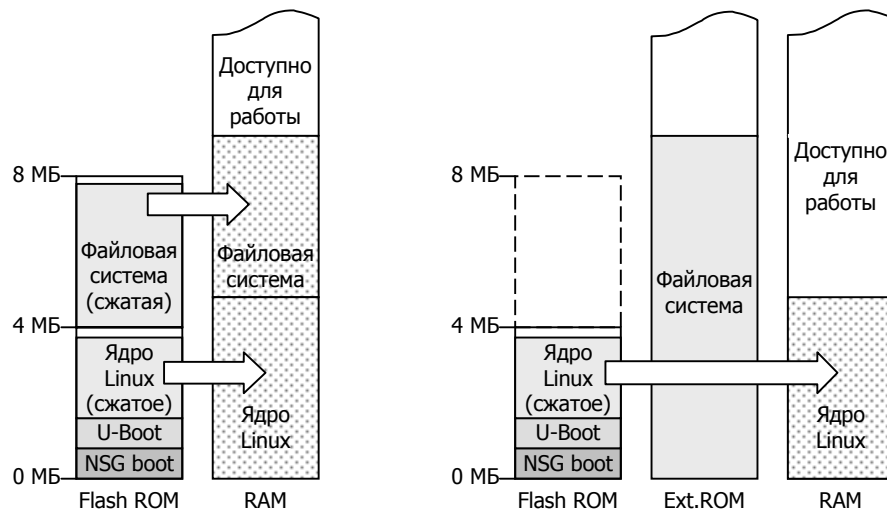 Доступно
для
работы
8 МБ
Файловая
система
(сжатая)
Файловая
система
4 МБ
Ядро
Linux
(сжатое)
Ядро
Linux
U-Boot
NSG boot
0 МБ
Flash ROM
RAM
Доступно
для
работы
8 МБ
Файловая
система
4 МБ
Ядро
Linux
(сжатое)
Ядро
Linux
U-Boot
NSG boot
0 МБ
Flash ROM
Ext.ROM
RAM